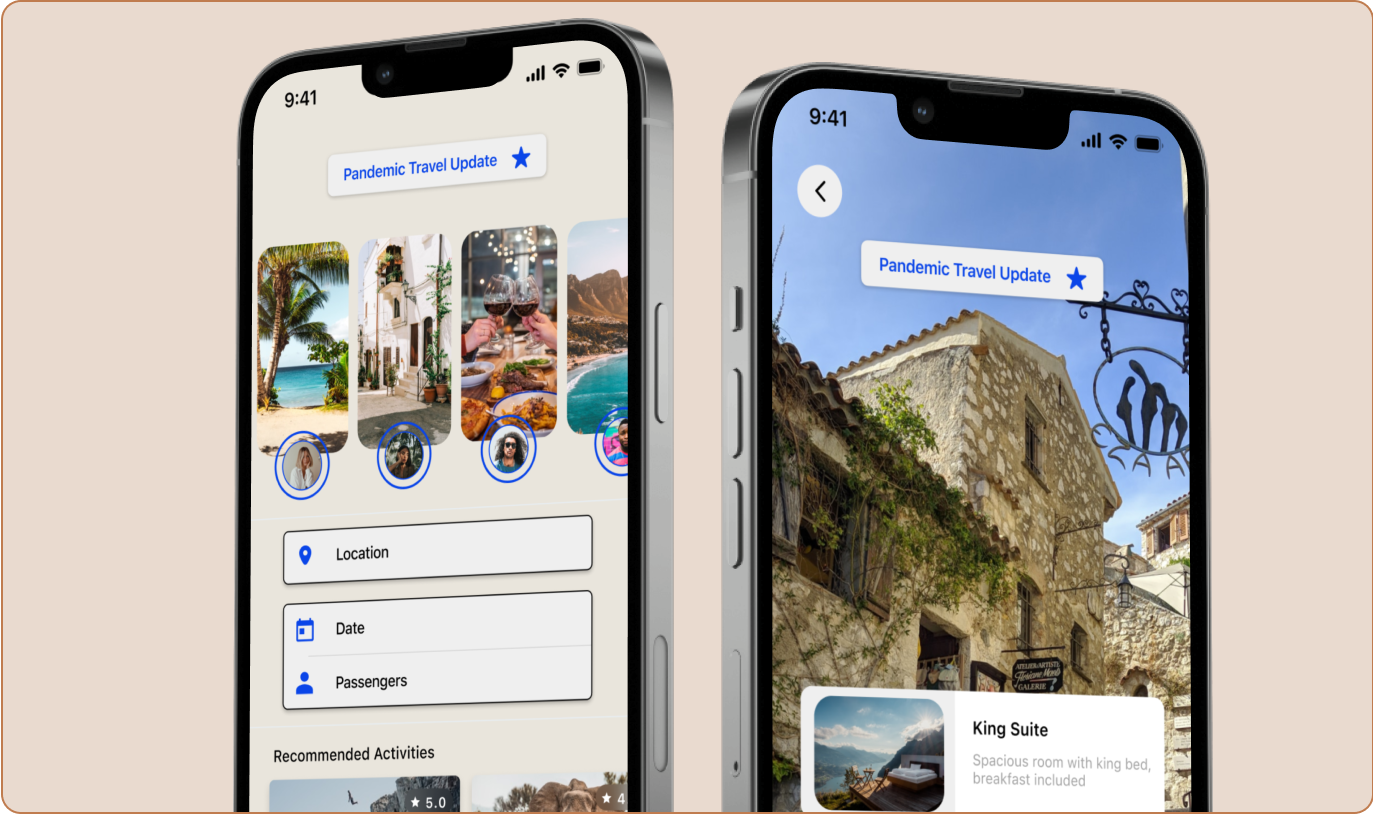 9:41
Pandemic Travel Update
Location
Date
Passengers
Recommended Activities
5.0
4
9:41
Pandemic Travel Update
ATELIER ARTISTI
GALERIE
King Suite
Spacious room with king bed,
breakfast included